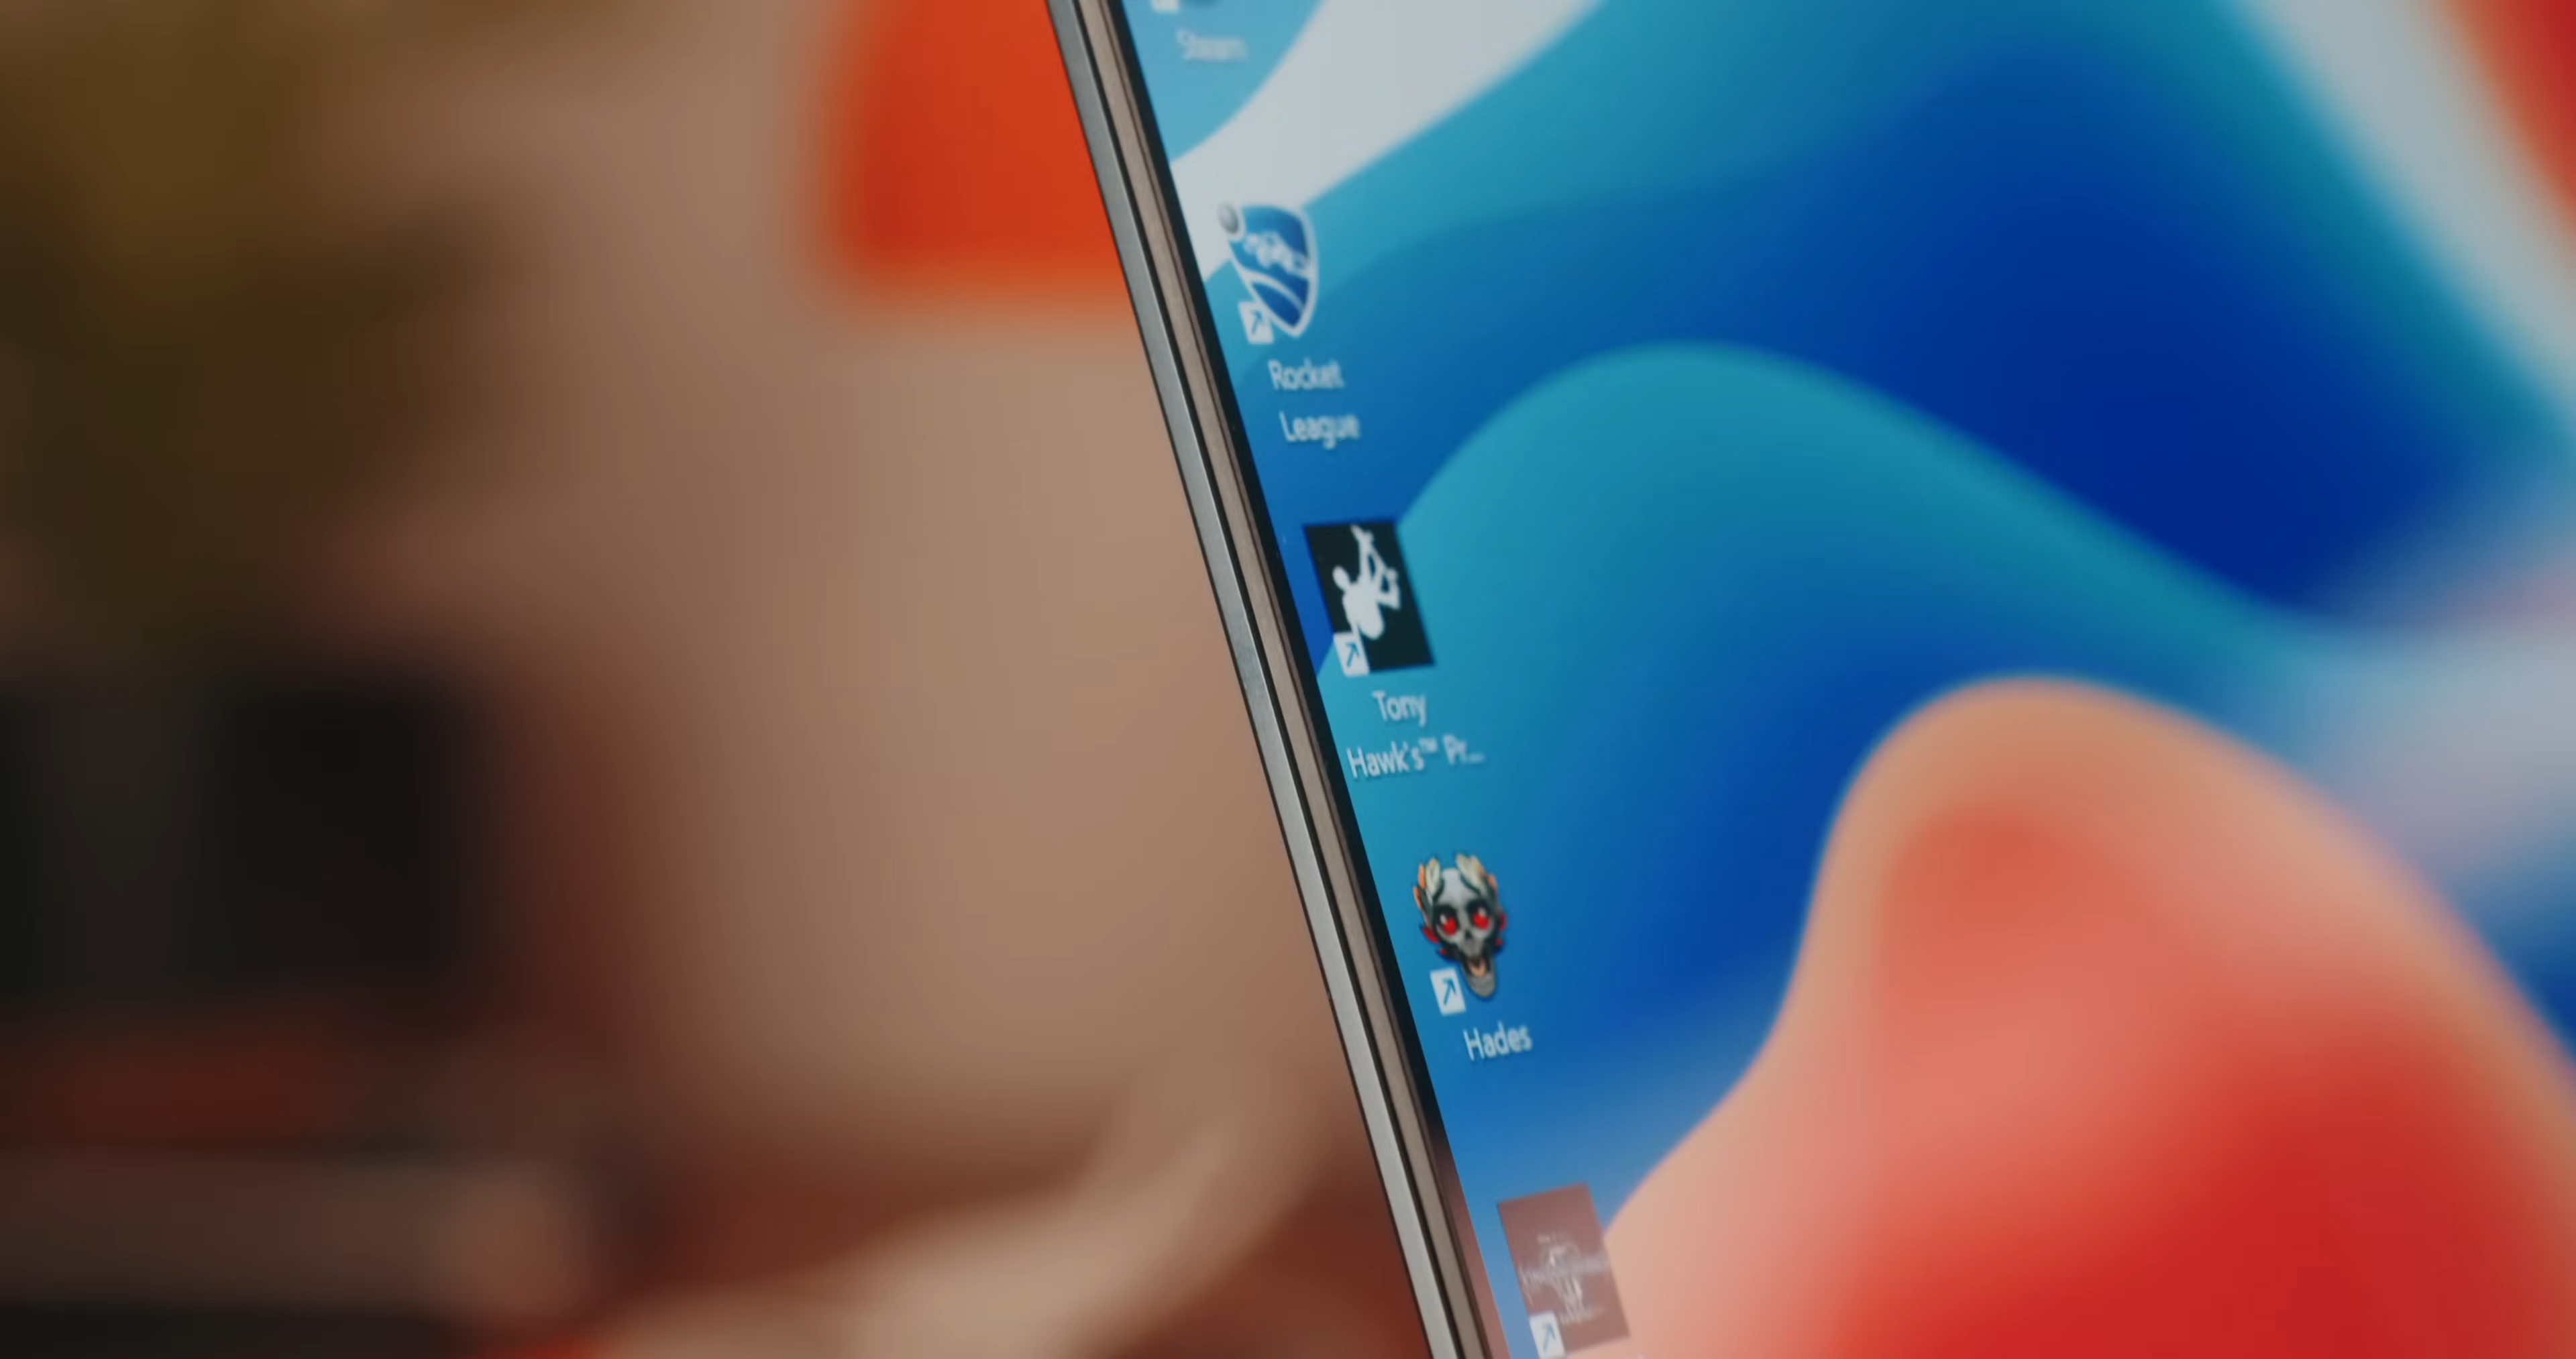 Steam
Rocket
League
Tony
Hawk's™ Pr...
Hades